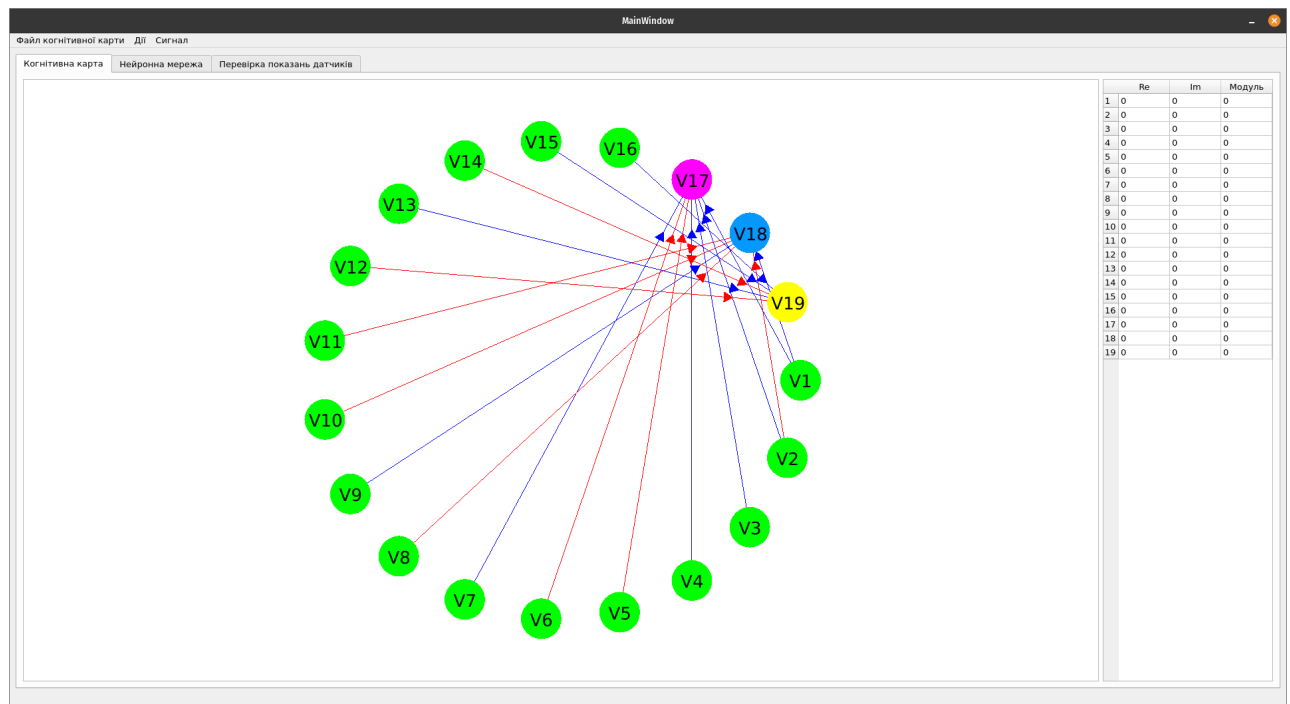 MainWindow
Файл когнітивної карти Дії Сигнал
Когнітивна карта Нейронна мережа Перевірка показань датчиків
Re Im Модуль
1 0 0 0
2 0 0 0
3 0 0 0
4 0 0 0
5 0 0 0
6 0 0 0
7 0 0 0
8 0 0 0
9 0 0 0
10 0 0 0
11 0 0 0
12 0 0 0
13 0 0 0
14 0 0 0
15 0 0 0
16 0 0 0
17 0 0 0
18 0 0 0
19 0 0 0
V15
V16
V14
V17
V13
V18
V12
V19
V11
V1
V10
V2
V9
V3
V8
V4
V7
V5
V6